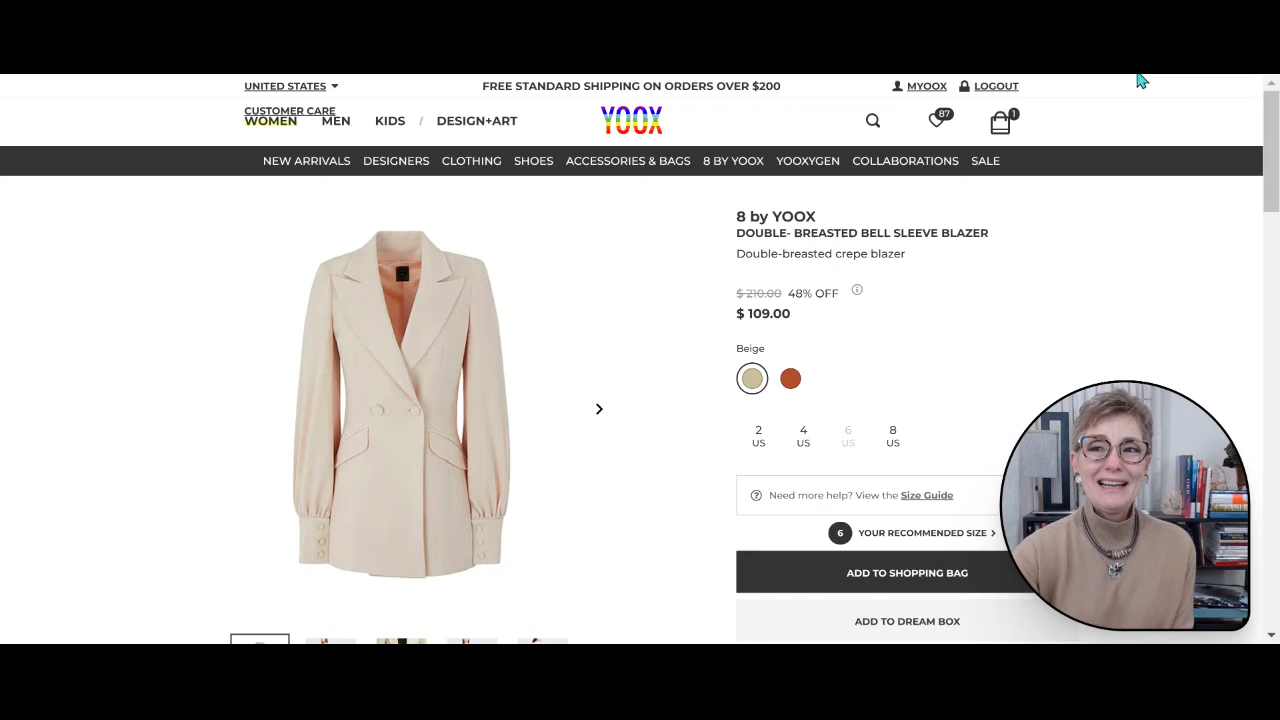 UNITED STATES
FREE STANDARD SHIPPING ON ORDERS OVER $200
MYOOX
LOGOUT
CUSTOMER CARE
WOMEN
MEN
KIDS
/
DESIGN+ART
YOOX
87
1
NEW ARRIVALS
DESIGNERS
CLOTHING
SHOES
ACCESSORIES & BAGS
8 BY YOOX
YOOXYGEN
COLLABORATIONS
SALE
8 by YOOX
DOUBLE- BREASTED BELL SLEEVE BLAZER
Double-breasted crepe blazer
$ 210.00 48% OFF
$ 109.00
Beige
2 4 6 8
US US US US
Need more help? View the Size Guide
6 YOUR RECOMMENDED SIZE
ADD TO SHOPPING BAG
ADD TO DREAM BOX